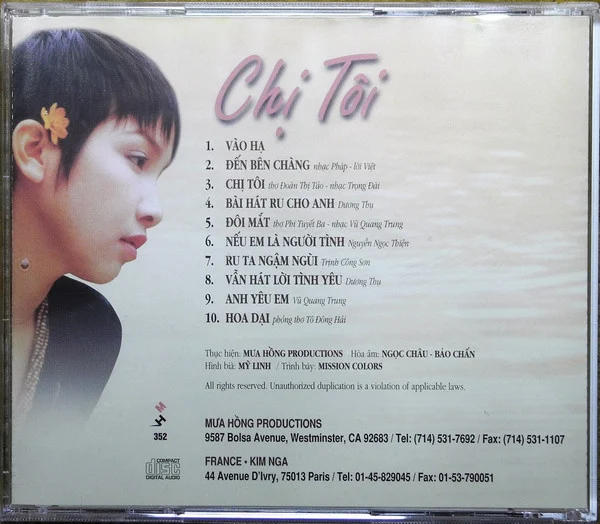 Chị Tôi
1. VÀO HẠ
2. ĐẾN BÊN CHÀNG nhạc Pháp - lời Việt
3. CHỊ TÔI thơ Đoàn Thị Tảo - nhạc Trọng Đài
4. BÀI HÁT RU CHO ANH Dương Thụ
5. ĐÔI MẮT thơ Phi Tuyết Ba - nhạc Vũ Quang Trung
6. NẾU EM LÀ NGƯỜI TÌNH Nguyễn Ngọc Thiện
7. RU TA NGẬM NGÙI Trịnh Công Sơn
8. VẪN HÁT LỜI TÌNH YÊU Dương Thụ
9. ANH YÊU EM Vũ Quang Trung
10. HOA DẠI phỏng thơ Tô Đông Hải
Thực hiện: MƯA HỒNG PRODUCTIONS Hòa âm: NGỌC CHÂU - BẢO CHẤN
Hình bìa: MỸ LINH / Trình bày: MISSION COLORS
All rights reserved. Unauthorized duplication is a violation of applicable laws.
M
H
352
MƯA HỒNG PRODUCTIONS
9587 Bolsa Avenue, Westminster, CA 92683 / Tel: (714) 531-7692 / Fax: (714) 531-1107
COMPACT
disc
DIGITAL AUDIO
FRANCE • KIM NGA
44 Avenue D'Ivry, 75013 Paris / Tel: 01-45-829045 / Fax: 01-53-790051